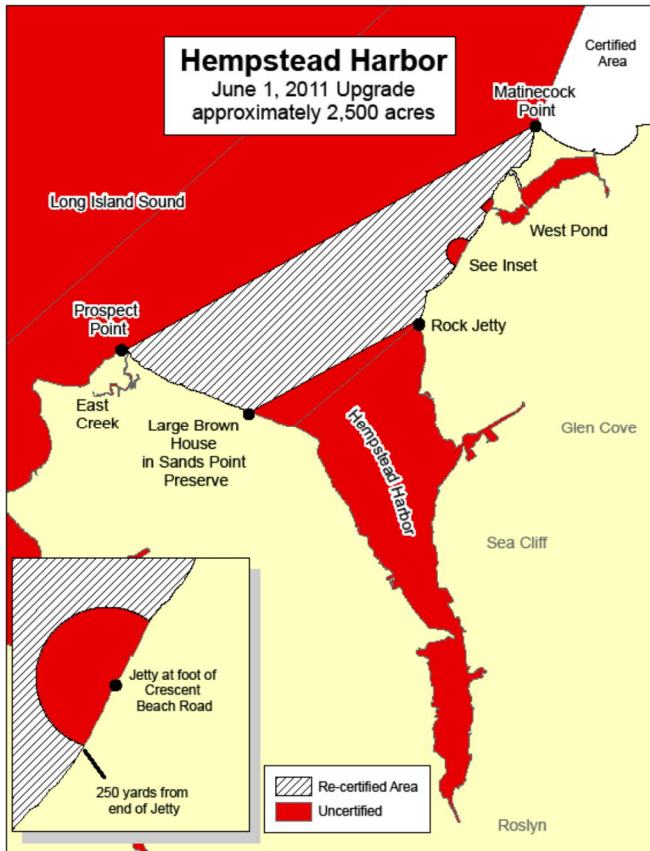 Hempstead Harbor
June 1, 2011 Upgrade
approximately 2,500 acres
Certified
Area
Matinecock
Point
Long Island Sound
West Pond
See Inset
Prospect
Point
Rock Jetty
East
Creek
Large Brown
House
in Sands Point
Preserve
Hempstead Harbor
Glen Cove
Sea Cliff
Jetty at foot of
Crescent
Beach Road
250 yards from
end of Jetty
Re-certified Area
Uncertified
Roslyn